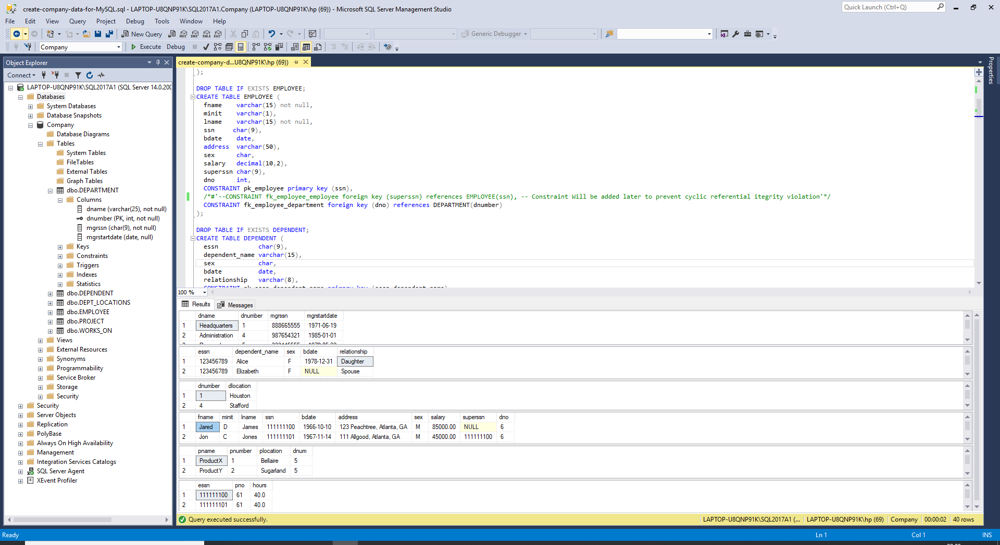 create-company-data-for-MySQL.sql - LAPTOP-U8QNP91K\SQL2017A1.Company (LAPTOP-U8QNP91K\hp (69)) - Microsoft SQL Server Management Studio
Quick Launch (Ctrl+Q)
File Edit View Query Project Debug Tools Window Help
New Query MDX DMX XMLA DAX Generic Debugger
Company Execute Debug
Object Explorer
Connect
LAPTOP-U8QNP91K\SQL2017A1 (SQL Server 14.0.200
Databases
System Databases
Database Snapshots
Company
Database Diagrams
Tables
System Tables
FileTables
External Tables
Graph Tables
dbo.DEPARTMENT
Columns
dname (varchar(25), not null)
dnumber (PK, int, not null)
mgrssn (char(9), not null)
mgrstartdate (date, null)
Keys
Constraints
Triggers
Indexes
Statistics
dbo.DEPENDENT
dbo.DEPT_LOCATIONS
dbo.EMPLOYEE
dbo.PROJECT
dbo.WORKS_ON
Views
External Resources
Synonyms
Programmability
Service Broker
Storage
Security
Security
Server Objects
Replication
PolyBase
Always On High Availability
Management
Integration Services Catalogs
SQL Server Agent
XEvent Profiler
create-company-d...U8QNP91K\hp (69))
);
DROP TABLE IF EXISTS EMPLOYEE;
CREATE TABLE EMPLOYEE (
fname varchar(15) not null,
minit varchar(1),
lname varchar(15) not null,
ssn char(9),
bdate date,
address varchar(50),
sex char,
salary decimal(10,2),
superssn char(9),
dno int,
CONSTRAINT pk_employee primary key (ssn),
/*#'--CONSTRAINT fk_employee_employee foreign key (superssn) references EMPLOYEE(ssn), -- Constraint Will be added later to prevent cyclic referential itegrity violation'*/
CONSTRAINT fk_employee_department foreign key (dno) references DEPARTMENT(dnumber)
);
DROP TABLE IF EXISTS DEPENDENT;
CREATE TABLE DEPENDENT (
essn char(9),
dependent_name varchar(15),
sex char,
bdate date,
relationship varchar(8),
100 %
Results Messages
dname dnumber mgrssn mgrstartdate
1 Headquarters 1 888665555 1971-06-19
2 Administration 4 987654321 1985-01-01
essn dependent_name sex bdate relationship
1 123456789 Alice F 1978-12-31 Daughter
2 123456789 Elizabeth F NULL Spouse
dnumber dlocation
1 1 Houston
2 4 Stafford
fname minit lname ssn bdate address sex salary superssn dno
1 Jared D James 111111100 1966-10-10 123 Peachtree, Atlanta, GA M 85000.00 NULL 6
2 Jon C Jones 111111101 1967-11-14 111 Allgood, Atlanta, GA M 45000.00 111111100 6
pname pnumber plocation dnum
1 ProductX 1 Bellaire 5
2 ProductY 2 Sugarland 5
essn pno hours
1 111111100 61 40.0
2 111111101 61 40.0
Query executed successfully. LAPTOP-U8QNP91K\SQL2017A1 (... LAPTOP-U8QNP91K\hp (69) Company 00:00:02 40 rows
Properties
Ready Ln 1 Col 1 INS